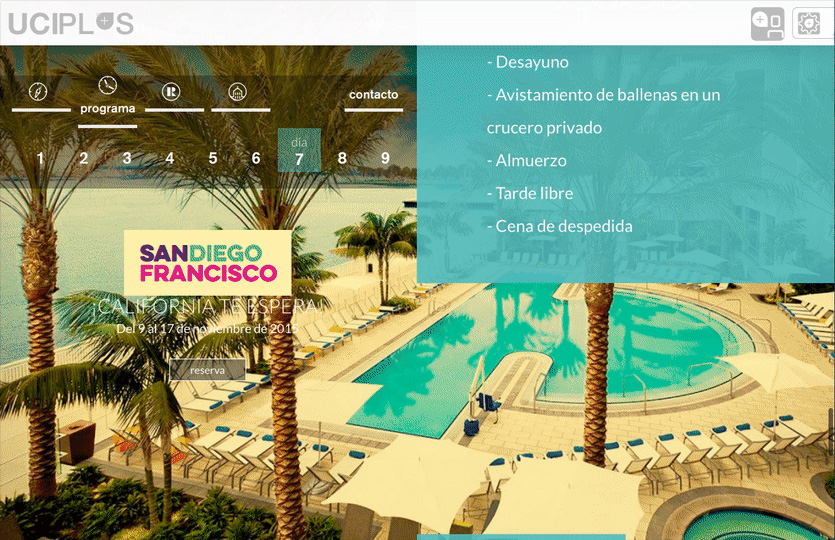 UCIPLUS
programa
contacto
1 2 3 4 5 6 día 7 8 9
SANDIEGO
FRANCISCO
¡CALIFORNIA TE ESPERA!
Del 9 al 17 de noviembre de 2015
reserva
- Desayuno
- Avistamiento de ballenas en un
crucero privado
- Almuerzo
- Tarde libre
- Cena de despedida